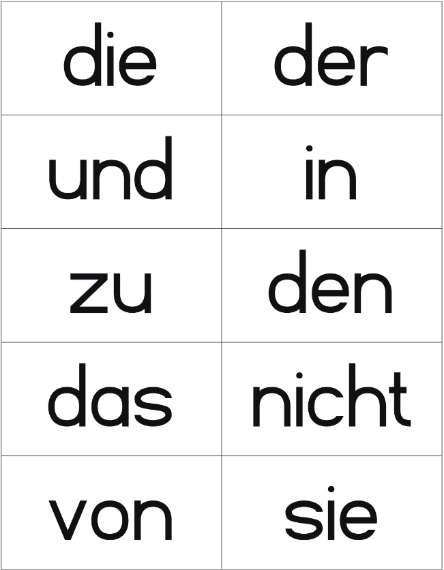 die der
und in
zu den
das nicht
von sie